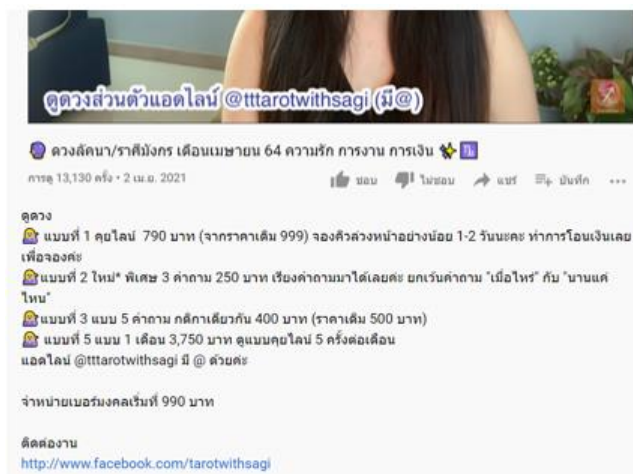 ดูดวงส่วนตัวแอดไลน์ @tttarotwithsagi (มี@)
🔮 ดวงลัคนา/ราศีมังกร เดือนเมษายน 64 ความรัก การงาน การเงิน ✨ ♑
การดู 13,130 ครั้ง • 2 เม.ย. 2021 ชอบ ไม่ชอบ แชร์ บันทึก ...
ดูดวง
🧝‍♀️ แบบที่ 1 คุยไลน์ 790 บาท (จากราคาเดิม 999) จองคิวล่วงหน้าอย่างน้อย 1-2 วันนะคะ ทำการโอนเงินเลย
เพื่อจองค่ะ
🧝‍♀️แบบที่ 2 ใหม่* พิเศษ 3 คำถาม 250 บาท เรียงคำถามมาได้เลยค่ะ ยกเว้นคำถาม "เมื่อไหร่" กับ "นานแค่
ไหน"
🧝‍♀️แบบที่ 3 แบบ 5 คำถาม กติกาเดียวกัน 400 บาท (ราคาเดิม 500 บาท)
🧝‍♀️ แบบที่ 5 แบบ 1 เดือน 3,750 บาท ดูแบบคุยไลน์ 5 ครั้งต่อเดือน
แอดไลน์ @tttarotwithsagi มี @ ด้วยค่ะ
จำหน่ายเบอร์มงคลเริ่มที่ 990 บาท
ติดต่องาน
http://www.facebook.com/tarotwithsagi